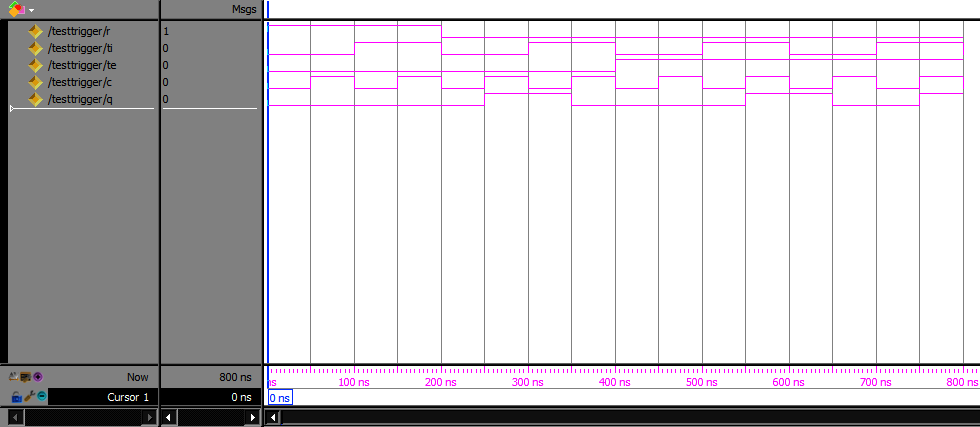 Msgs
/testtrigger/r 1
/testtrigger/ti 0
/testtrigger/te 0
/testtrigger/c 0
/testtrigger/q 0
Now 800 ns ns 100 ns 200 ns 300 ns 400 ns 500 ns 600 ns 700 ns 800 ns
Cursor 1 0 ns 0 ns